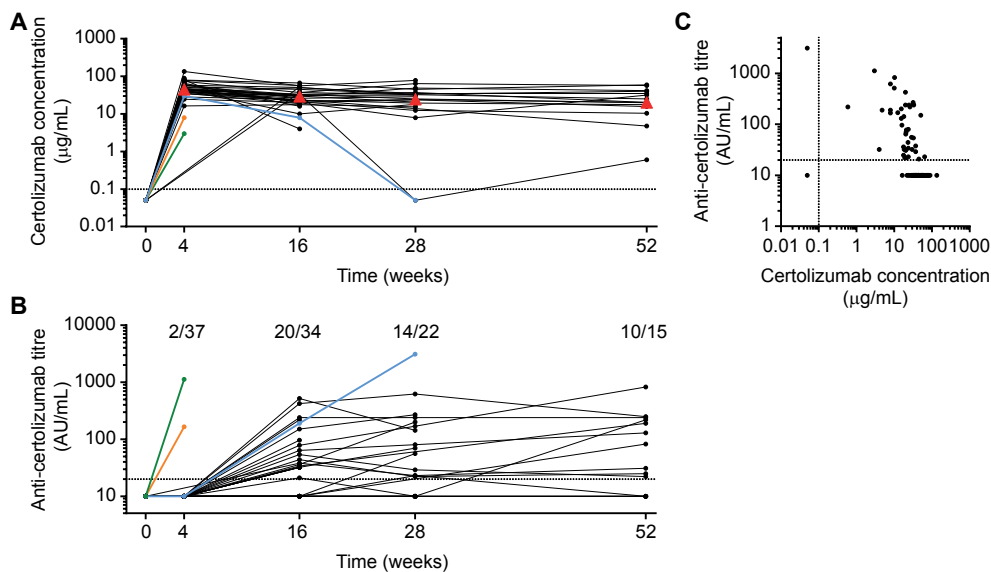 A
Certolizumab concentration
(μg/mL)
1000
100
10
1
0.1
0.01
0
4
16
28
52
Time (weeks)
B
Anti-certolizumab titre
(AU/mL)
10000
1000
100
10
2/37
20/34
14/22
10/15
0
4
16
28
52
Time (weeks)
C
Anti-certolizumab titre
(AU/mL)
1000
100
10
1
0.01
0.1
1
10
100
1000
Certolizumab concentration
(μg/mL)